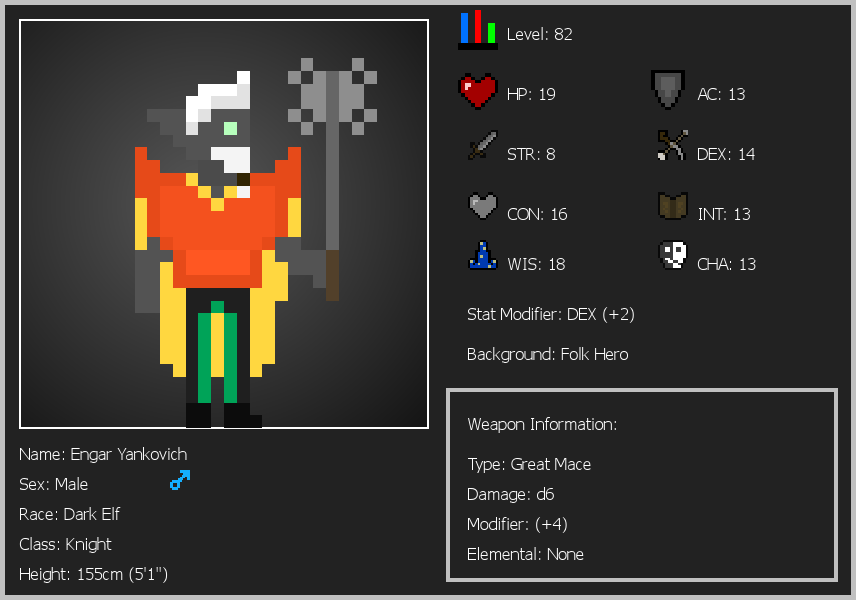 Level: 82
HP: 19
AC: 13
STR: 8
DEX: 14
CON: 16
INT: 13
WIS: 18
CHA: 13
Stat Modifier: DEX (+2)
Background: Folk Hero
Weapon Information:
Type: Great Mace
Damage: d6
Modifier: (+4)
Elemental: None
Name: Engar Yankovich
Sex: Male
Race: Dark Elf
Class: Knight
Height: 155cm (5'1")